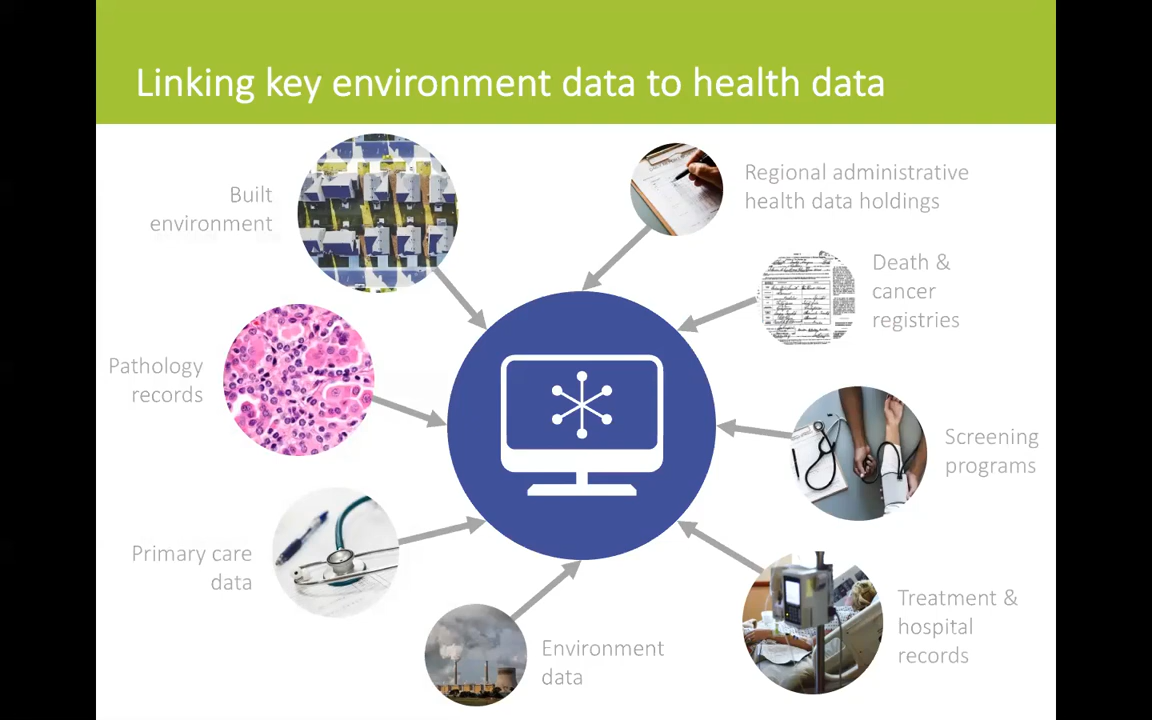 Linking key environment data to health data
Built
environment
Regional administrative
health data holdings
Death &
cancer
registries
Pathology
records
Screening
programs
Primary care
data
Treatment &
hospital
records
Environment
data